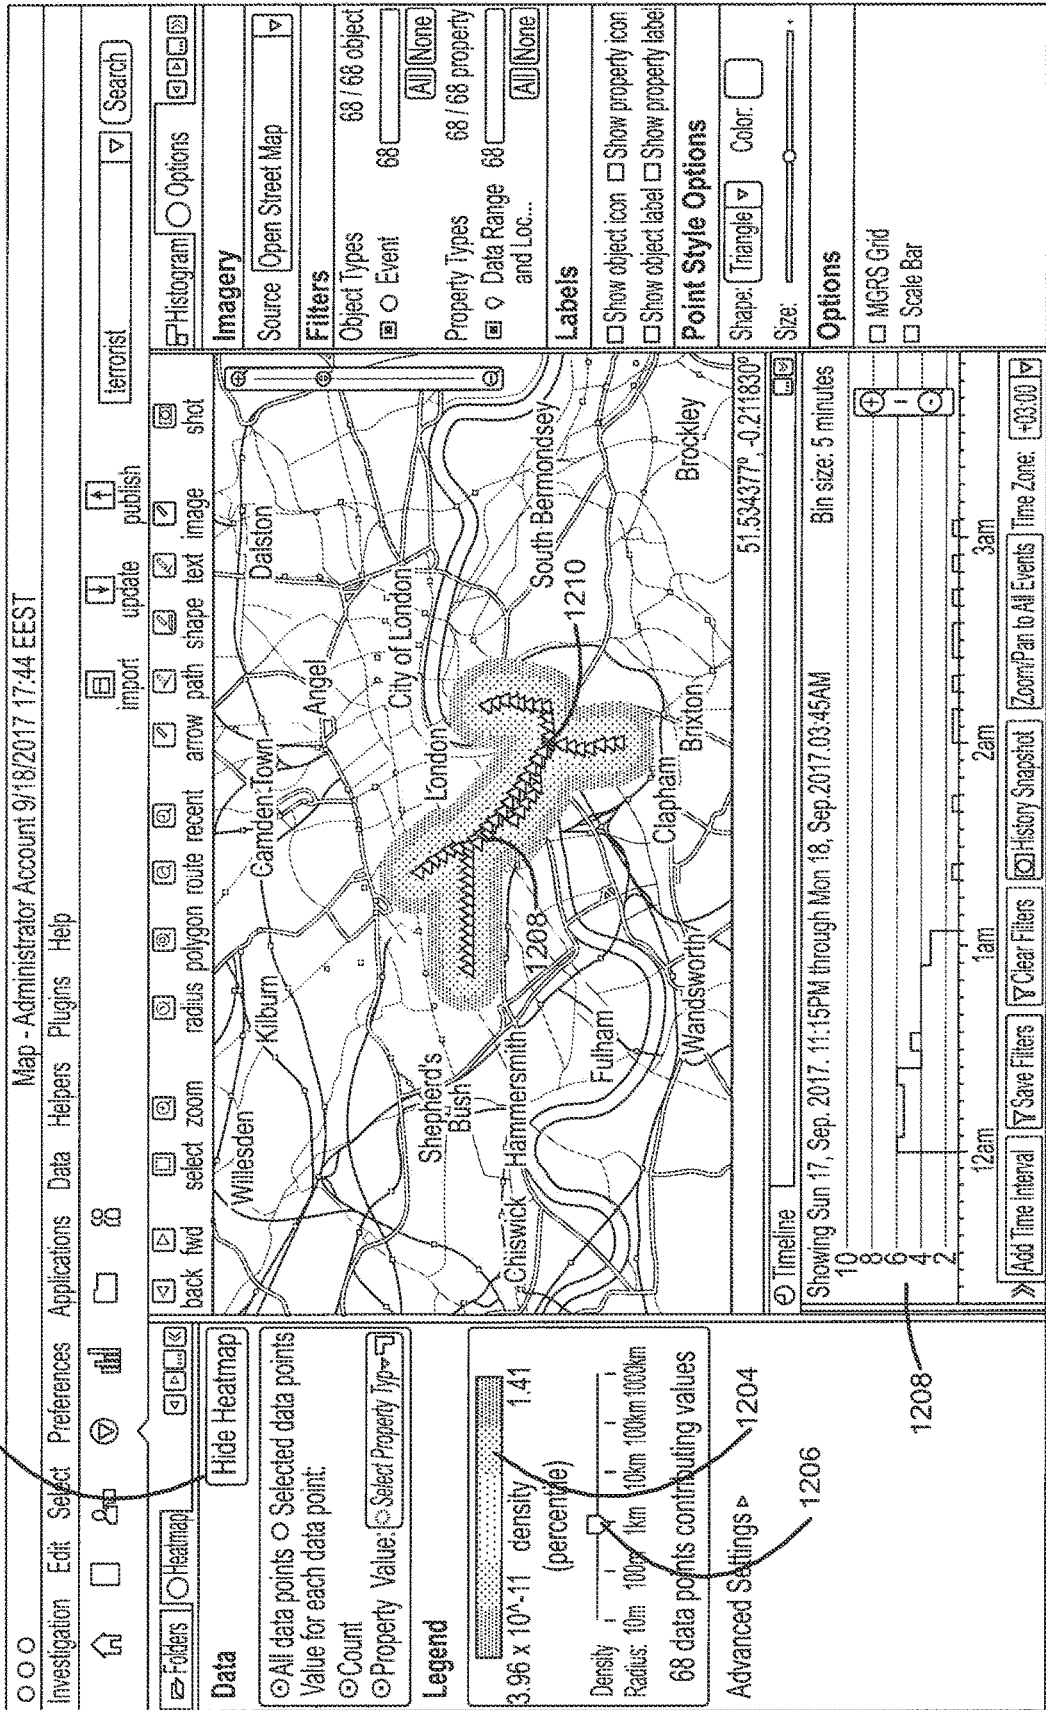 Map - Administrator Account 9/18/2017 17:44 EEST
Investigation Edit Select Preferences Applications Data Helpers Plugins Help
import update publish
terrorist Search
Folders Heatmap
Data
Hide Heatmap
All data points Selected data points
Value for each data point:
Count
Property Value: Select Property Typ
Legend
3.96 x 10^-11 density 1.41
(percentile)
Density
Radius: 10m 100m 1km 10km 100km 1000km
68 data points contributing values
Advanced Settings
1204
1206
back fwd select zoom radius polygon route recent arrow path shape text image shot
Willesden
Kilburn
Camden Town
Angel
Dalston
City of London
London
Shepherd's
Bush
Hammersmith
Chiswick
Fulham
Wandsworth
Clapham
Brixton
Brockley
South Bermondsey
1208
1210
51.534377°, -0.211830°
Timeline
Showing Sun 17, Sep. 2017. 11:15PM through Mon 18, Sep.2017.03:45AM
Bin size: 5 minutes
10
8
6
4
2
12am 1am 2am 3am
1208
Add Time Interval Save Filters Clear Filters History Snapshot Zoom/Pan to All Events Time Zone: +03:00
Histogram Options
Imagery
Source Open Street Map
Filters
Object Types 68 / 68 object
Event 68
All None
Property Types 68 / 68 property
Data Range 68
and Loc...
All None
Labels
Show object icon Show property icon
Show object label Show property label
Point Style Options
Shape: Triangle Color:
Size:
Options
MGRS Grid
Scale Bar